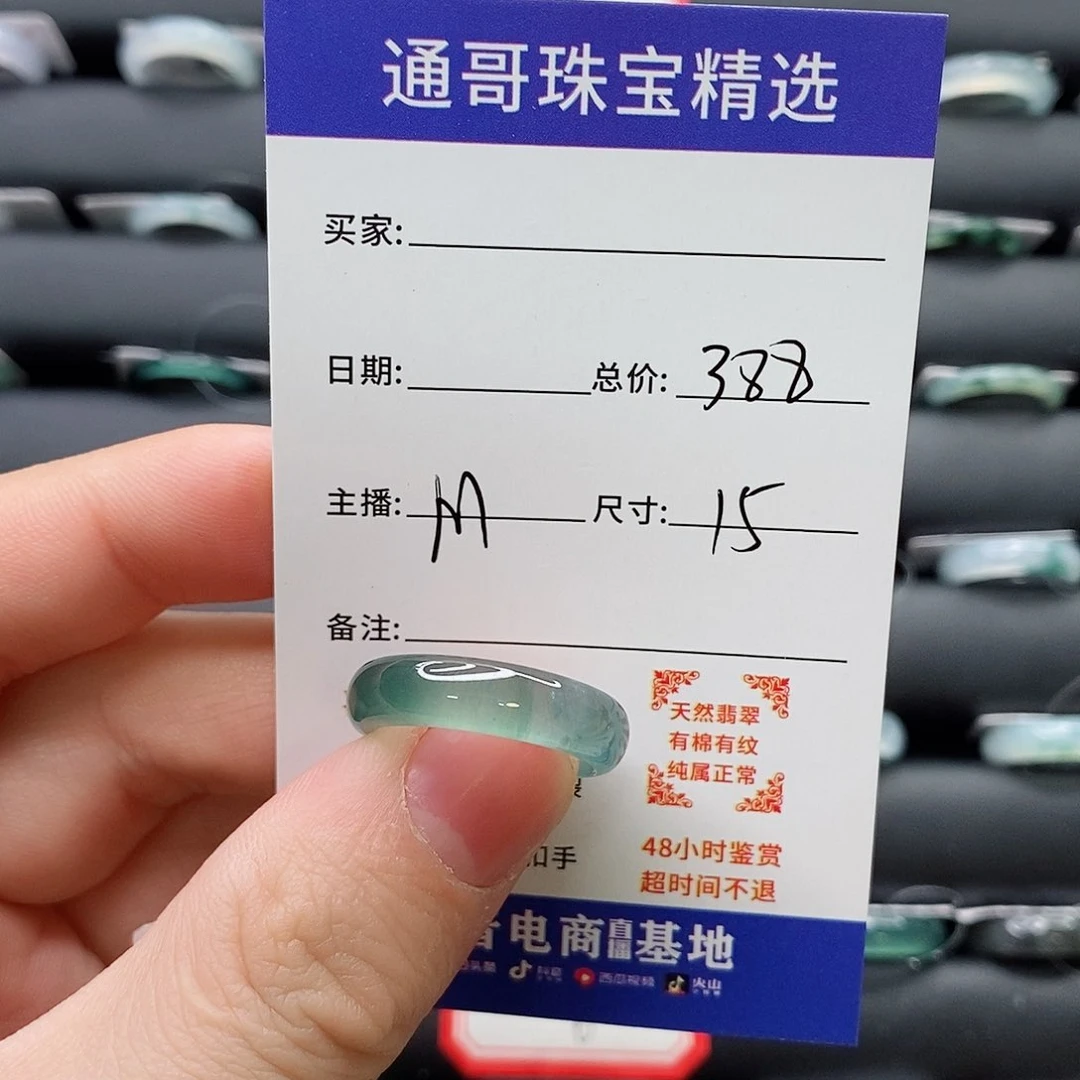 通哥珠宝精选
买家:
日期: 总价: 388
主播: M 尺寸: 15
备注:
天然翡翠
有棉有纹
纯属正常
扣手
48小时鉴赏
超时间不退
音电商直播基地
抖音 西瓜视频 火山